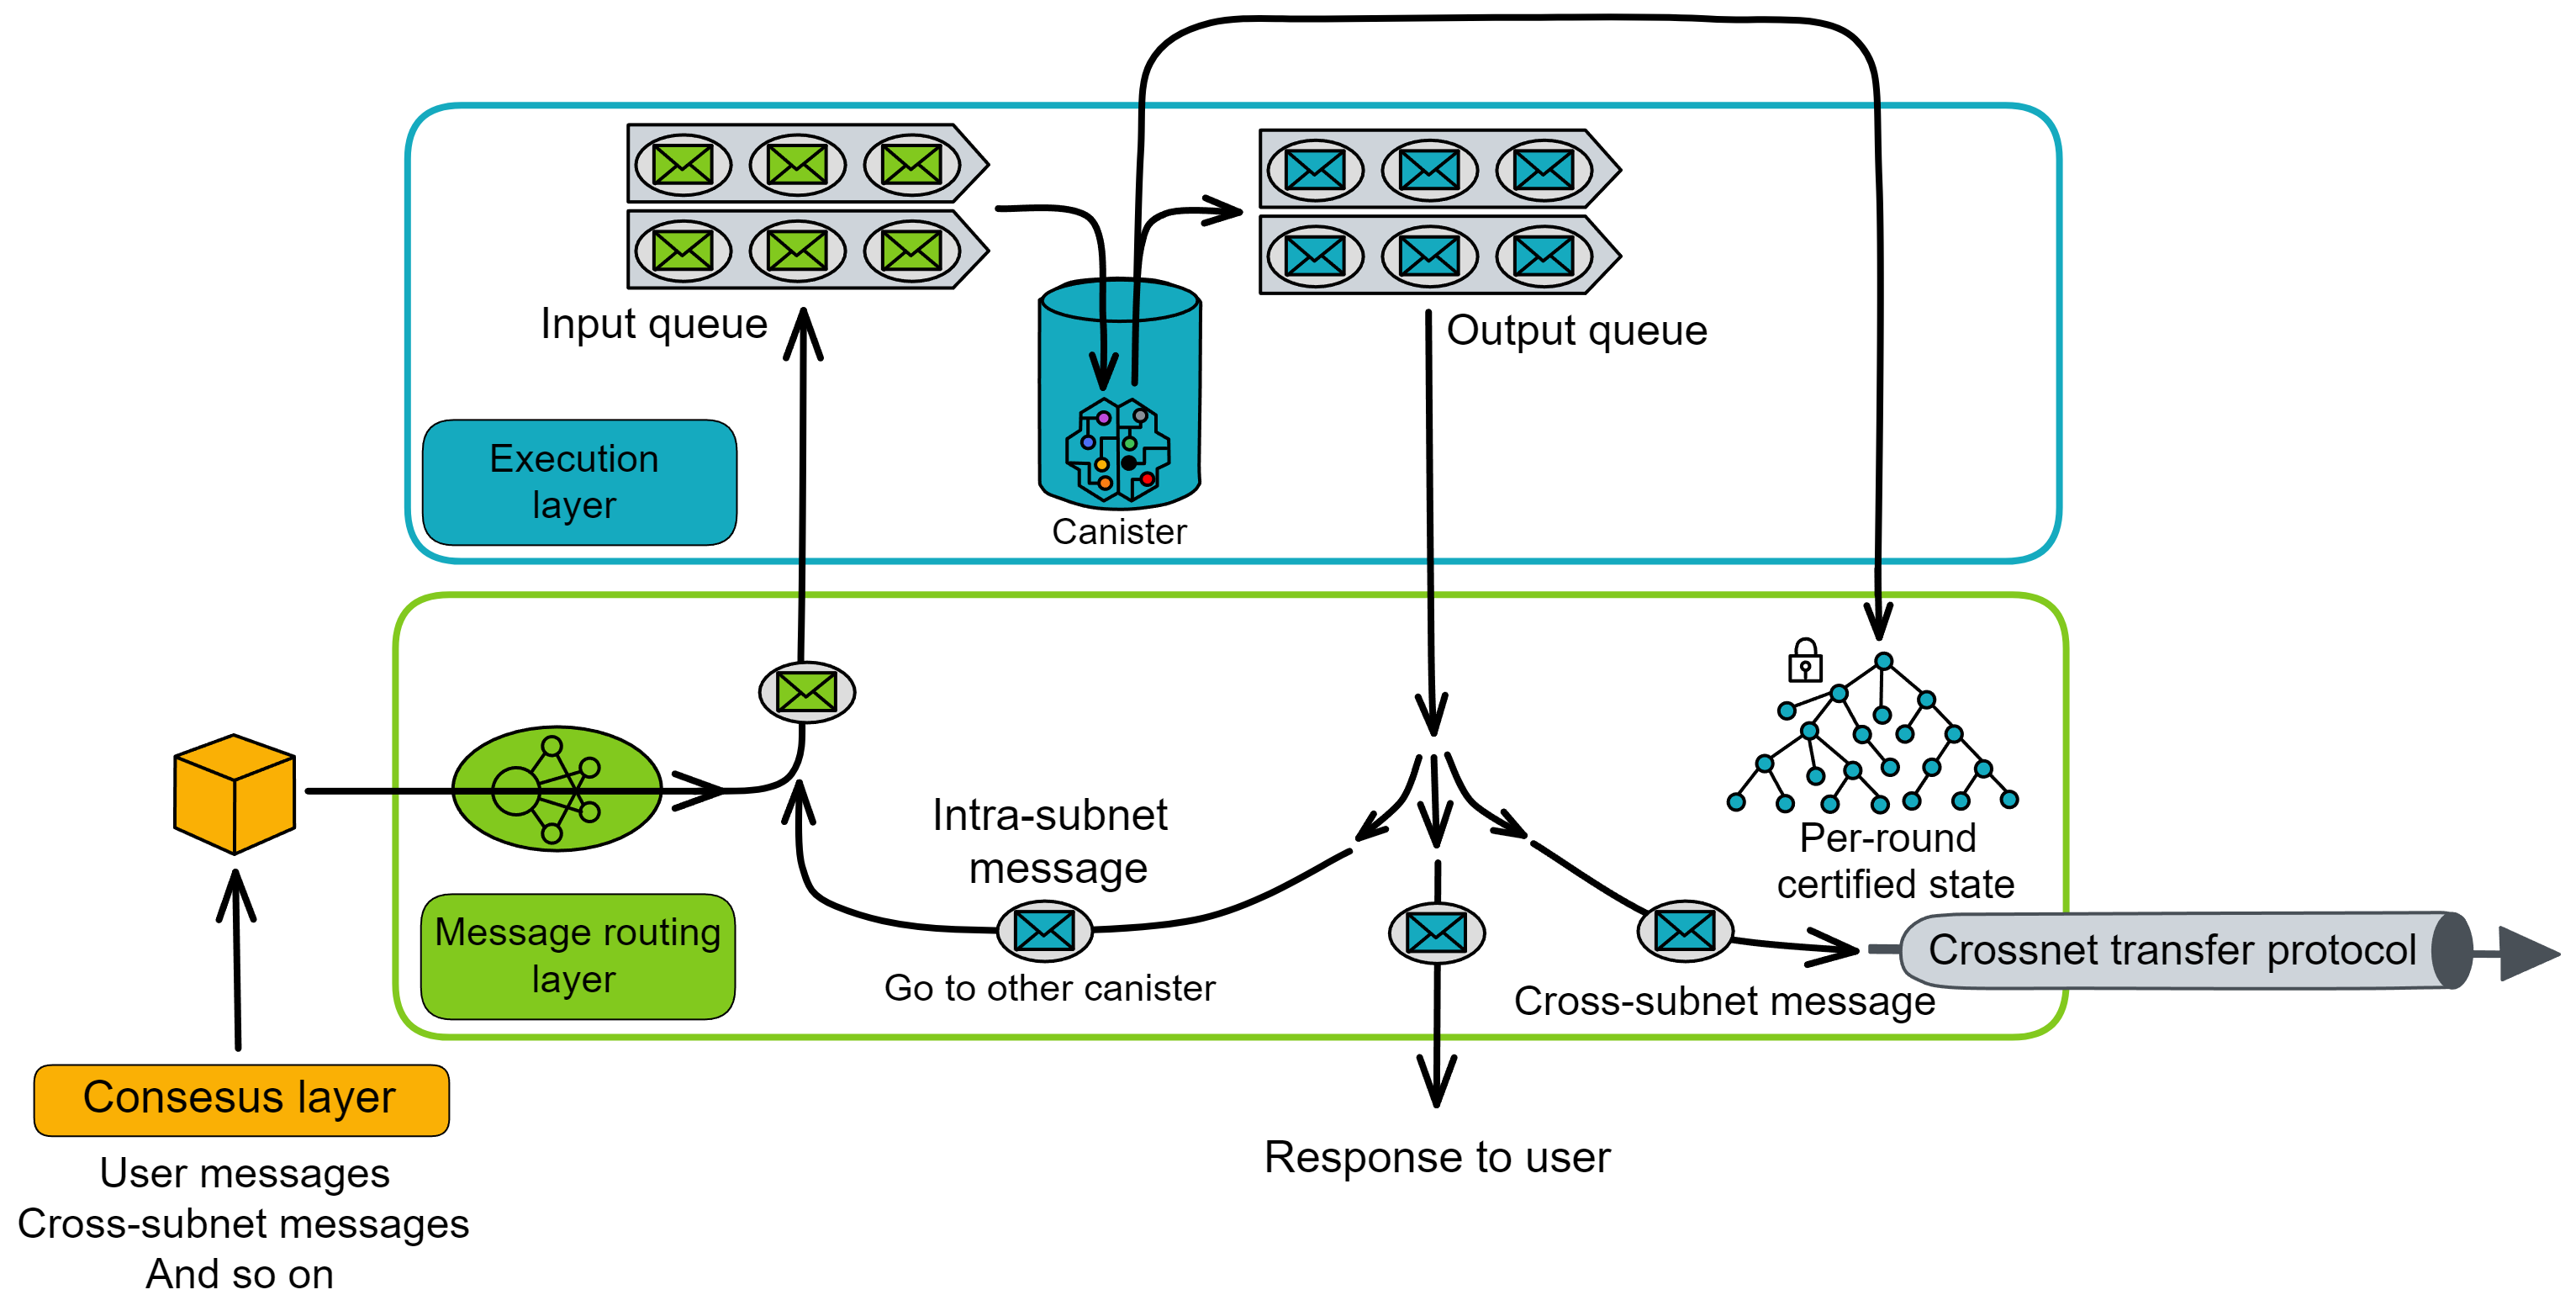 Input queue
Output queue
Execution
layer
Canister
Intra-subnet
message
Per-round
certified state
Message routing
layer
Crossnet transfer protocol
Go to other canister
Cross-subnet message
Consesus layer
Response to user
User messages
Cross-subnet messages
And so on